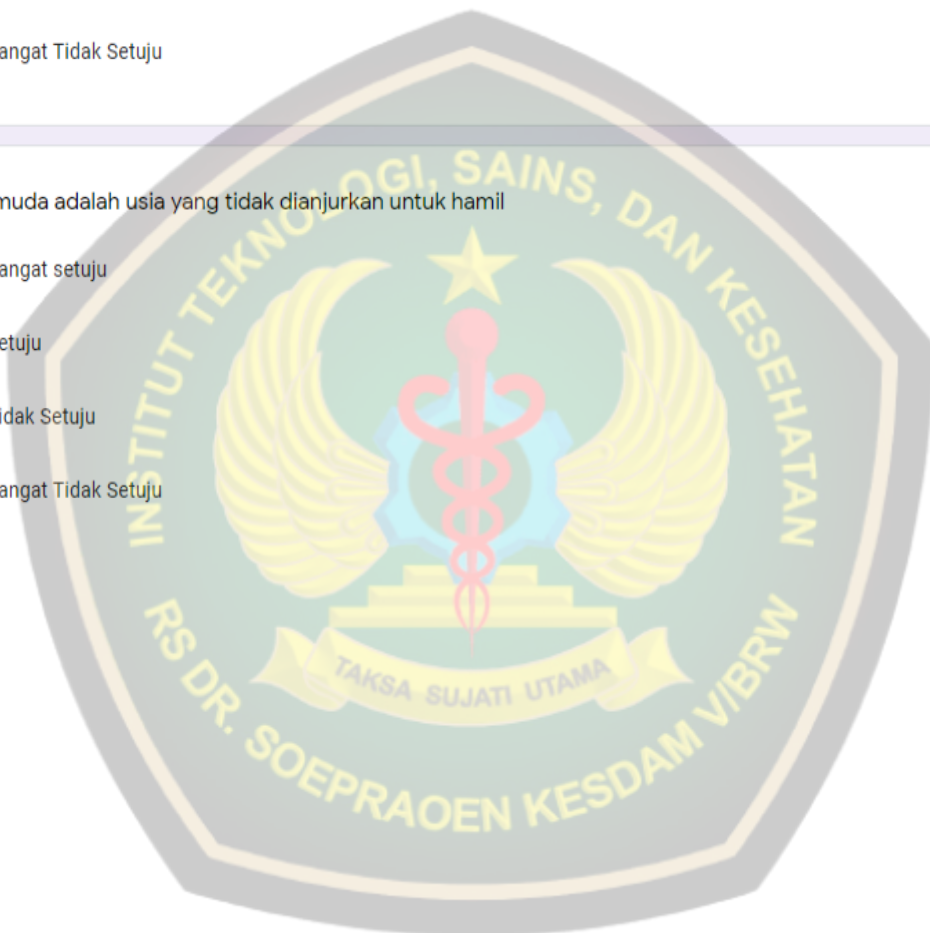 angat Tidak Setuju
muda adalah usia yang tidak dianjurkan untuk hamil
angat setuju
etuju
idak Setuju
angat Tidak Setuju
INSTITUT TEKNOLOGI, SAINS, DAN KESEHATAN
TAKSA SUJATI UTAMA
RS DR. SOEPRAOEN KESDAM V/BRW